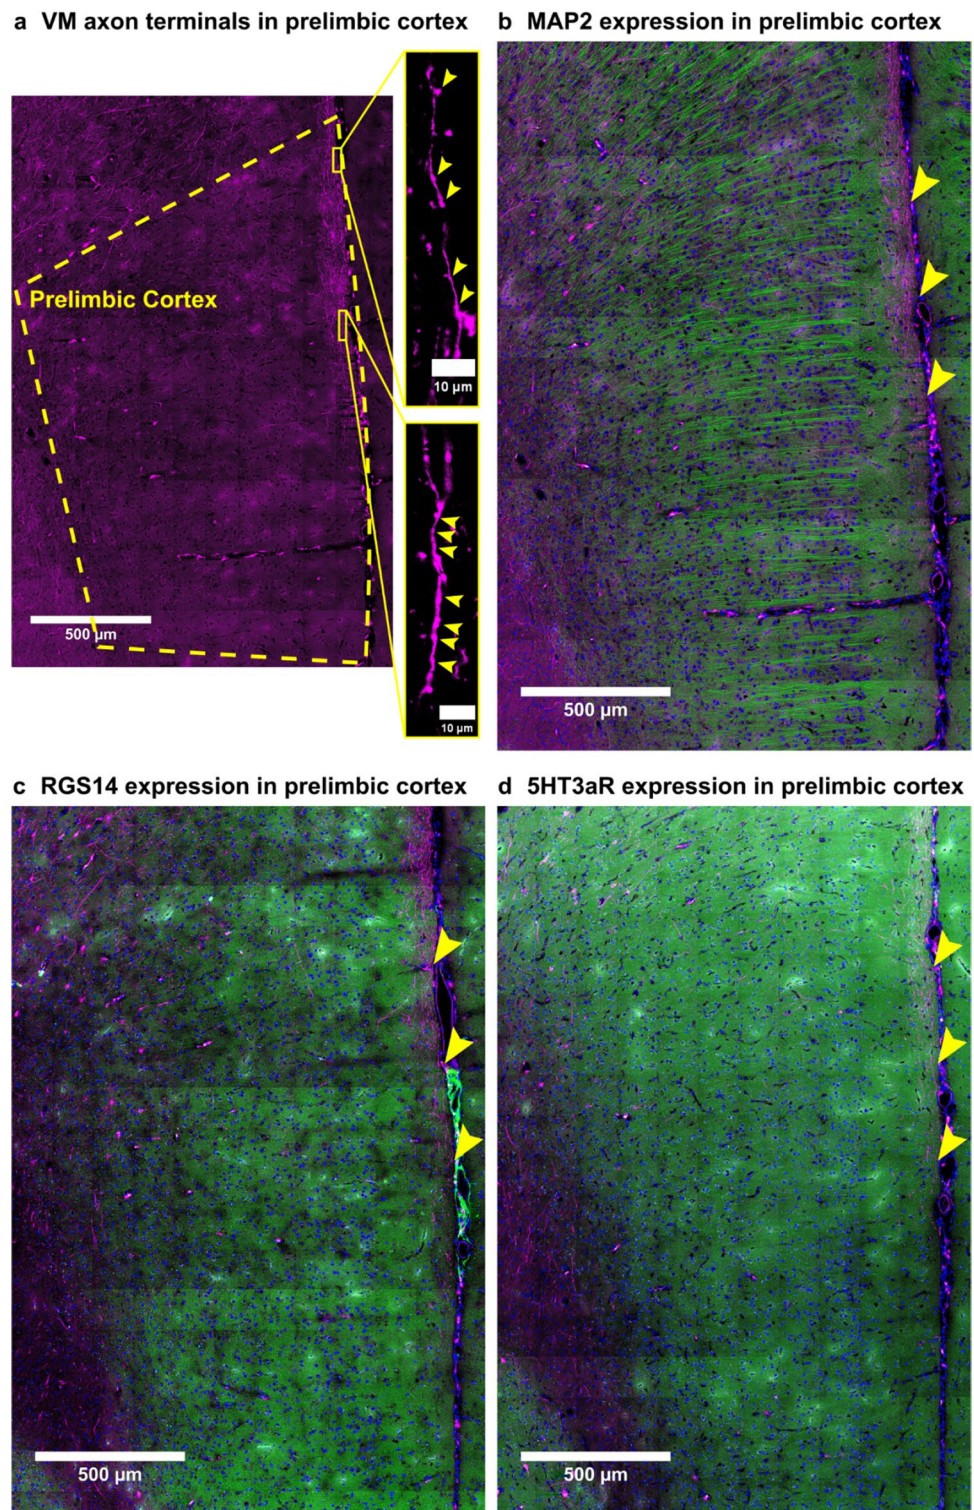 a VM axon terminals in prelimbic cortex
Prelimbic Cortex
500 µm
10 µm
10 µm
b MAP2 expression in prelimbic cortex
500 µm
c RGS14 expression in prelimbic cortex
500 µm
d 5HT3aR expression in prelimbic cortex
500 µm